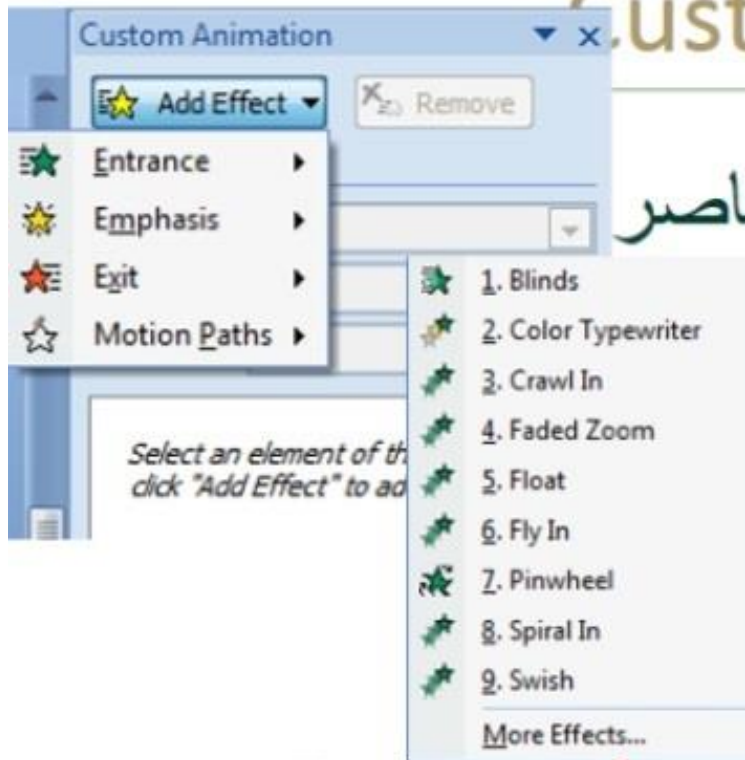 Custom Animation
Add Effect
Remove
Entrance
Emphasis
Exit
Motion Paths
1. Blinds
2. Color Typewriter
3. Crawl In
4. Faded Zoom
5. Float
6. Fly In
7. Pinwheel
8. Spiral In
9. Swish
More Effects...
Select an element of th
click "Add Effect" to ad